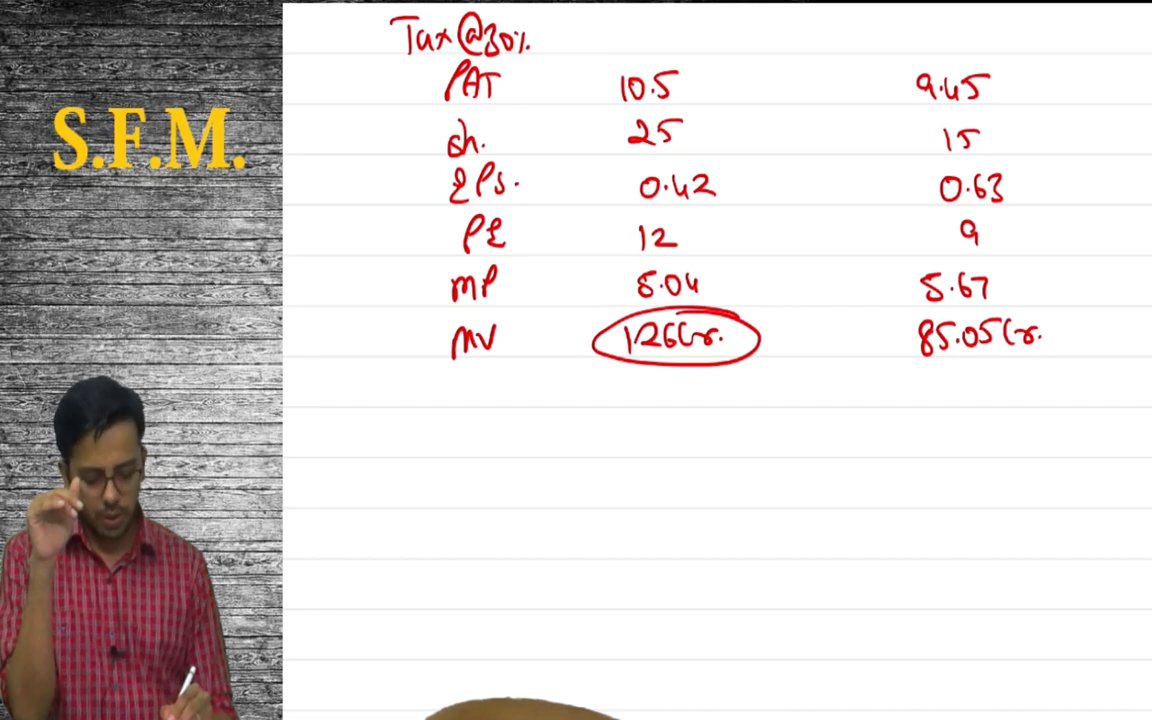 S.F.M.
Tax@30%
PAT 10.5 9.45
sh. 25 15
EPS. 0.42 0.63
PE 12 9
MP 5.04 5.67
MV 126Cr. 85.05Cr.